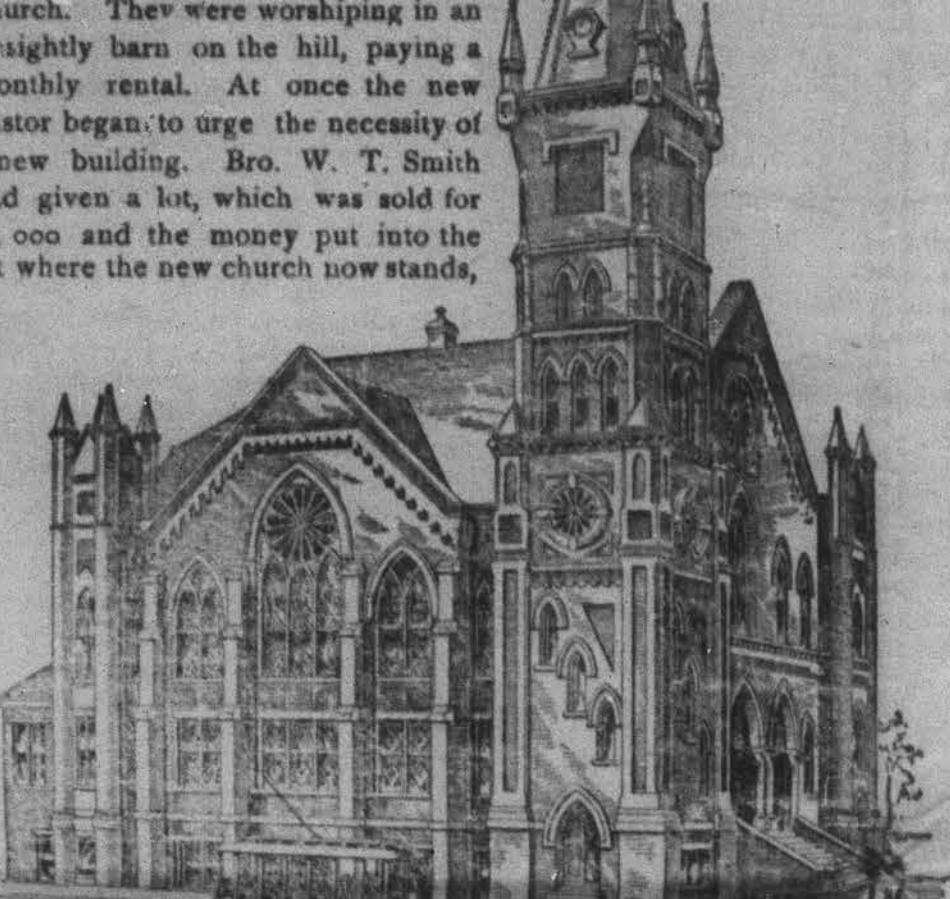 urch. They were worshiping in an
sightly barn on the hill, paying a
onthly rental. At once the new
stor began to urge the necessity of
new building. Bro. W. T. Smith
d given a lot, which was sold for
ooo and the money put into the
t where the new church now stands,